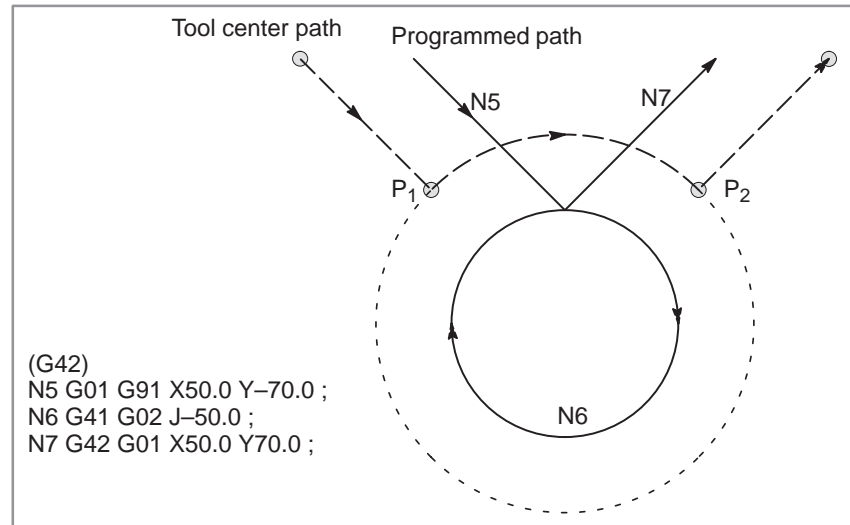 Tool center path
Programmed path
N5
N7
P1
P2
N6
(G42)
N5 G01 G91 X50.0 Y–70.0 ;
N6 G41 G02 J–50.0 ;
N7 G42 G01 X50.0 Y70.0 ;